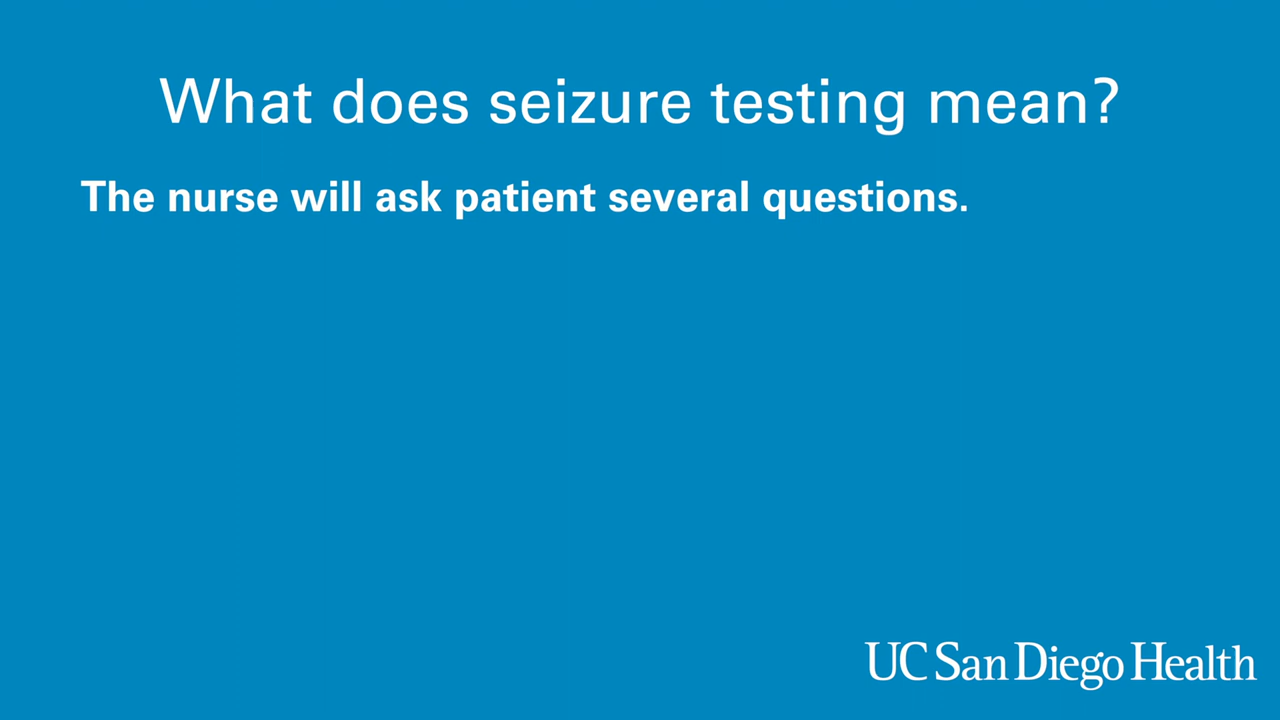 What does seizure testing mean?
The nurse will ask patient several questions.
UC San Diego Health